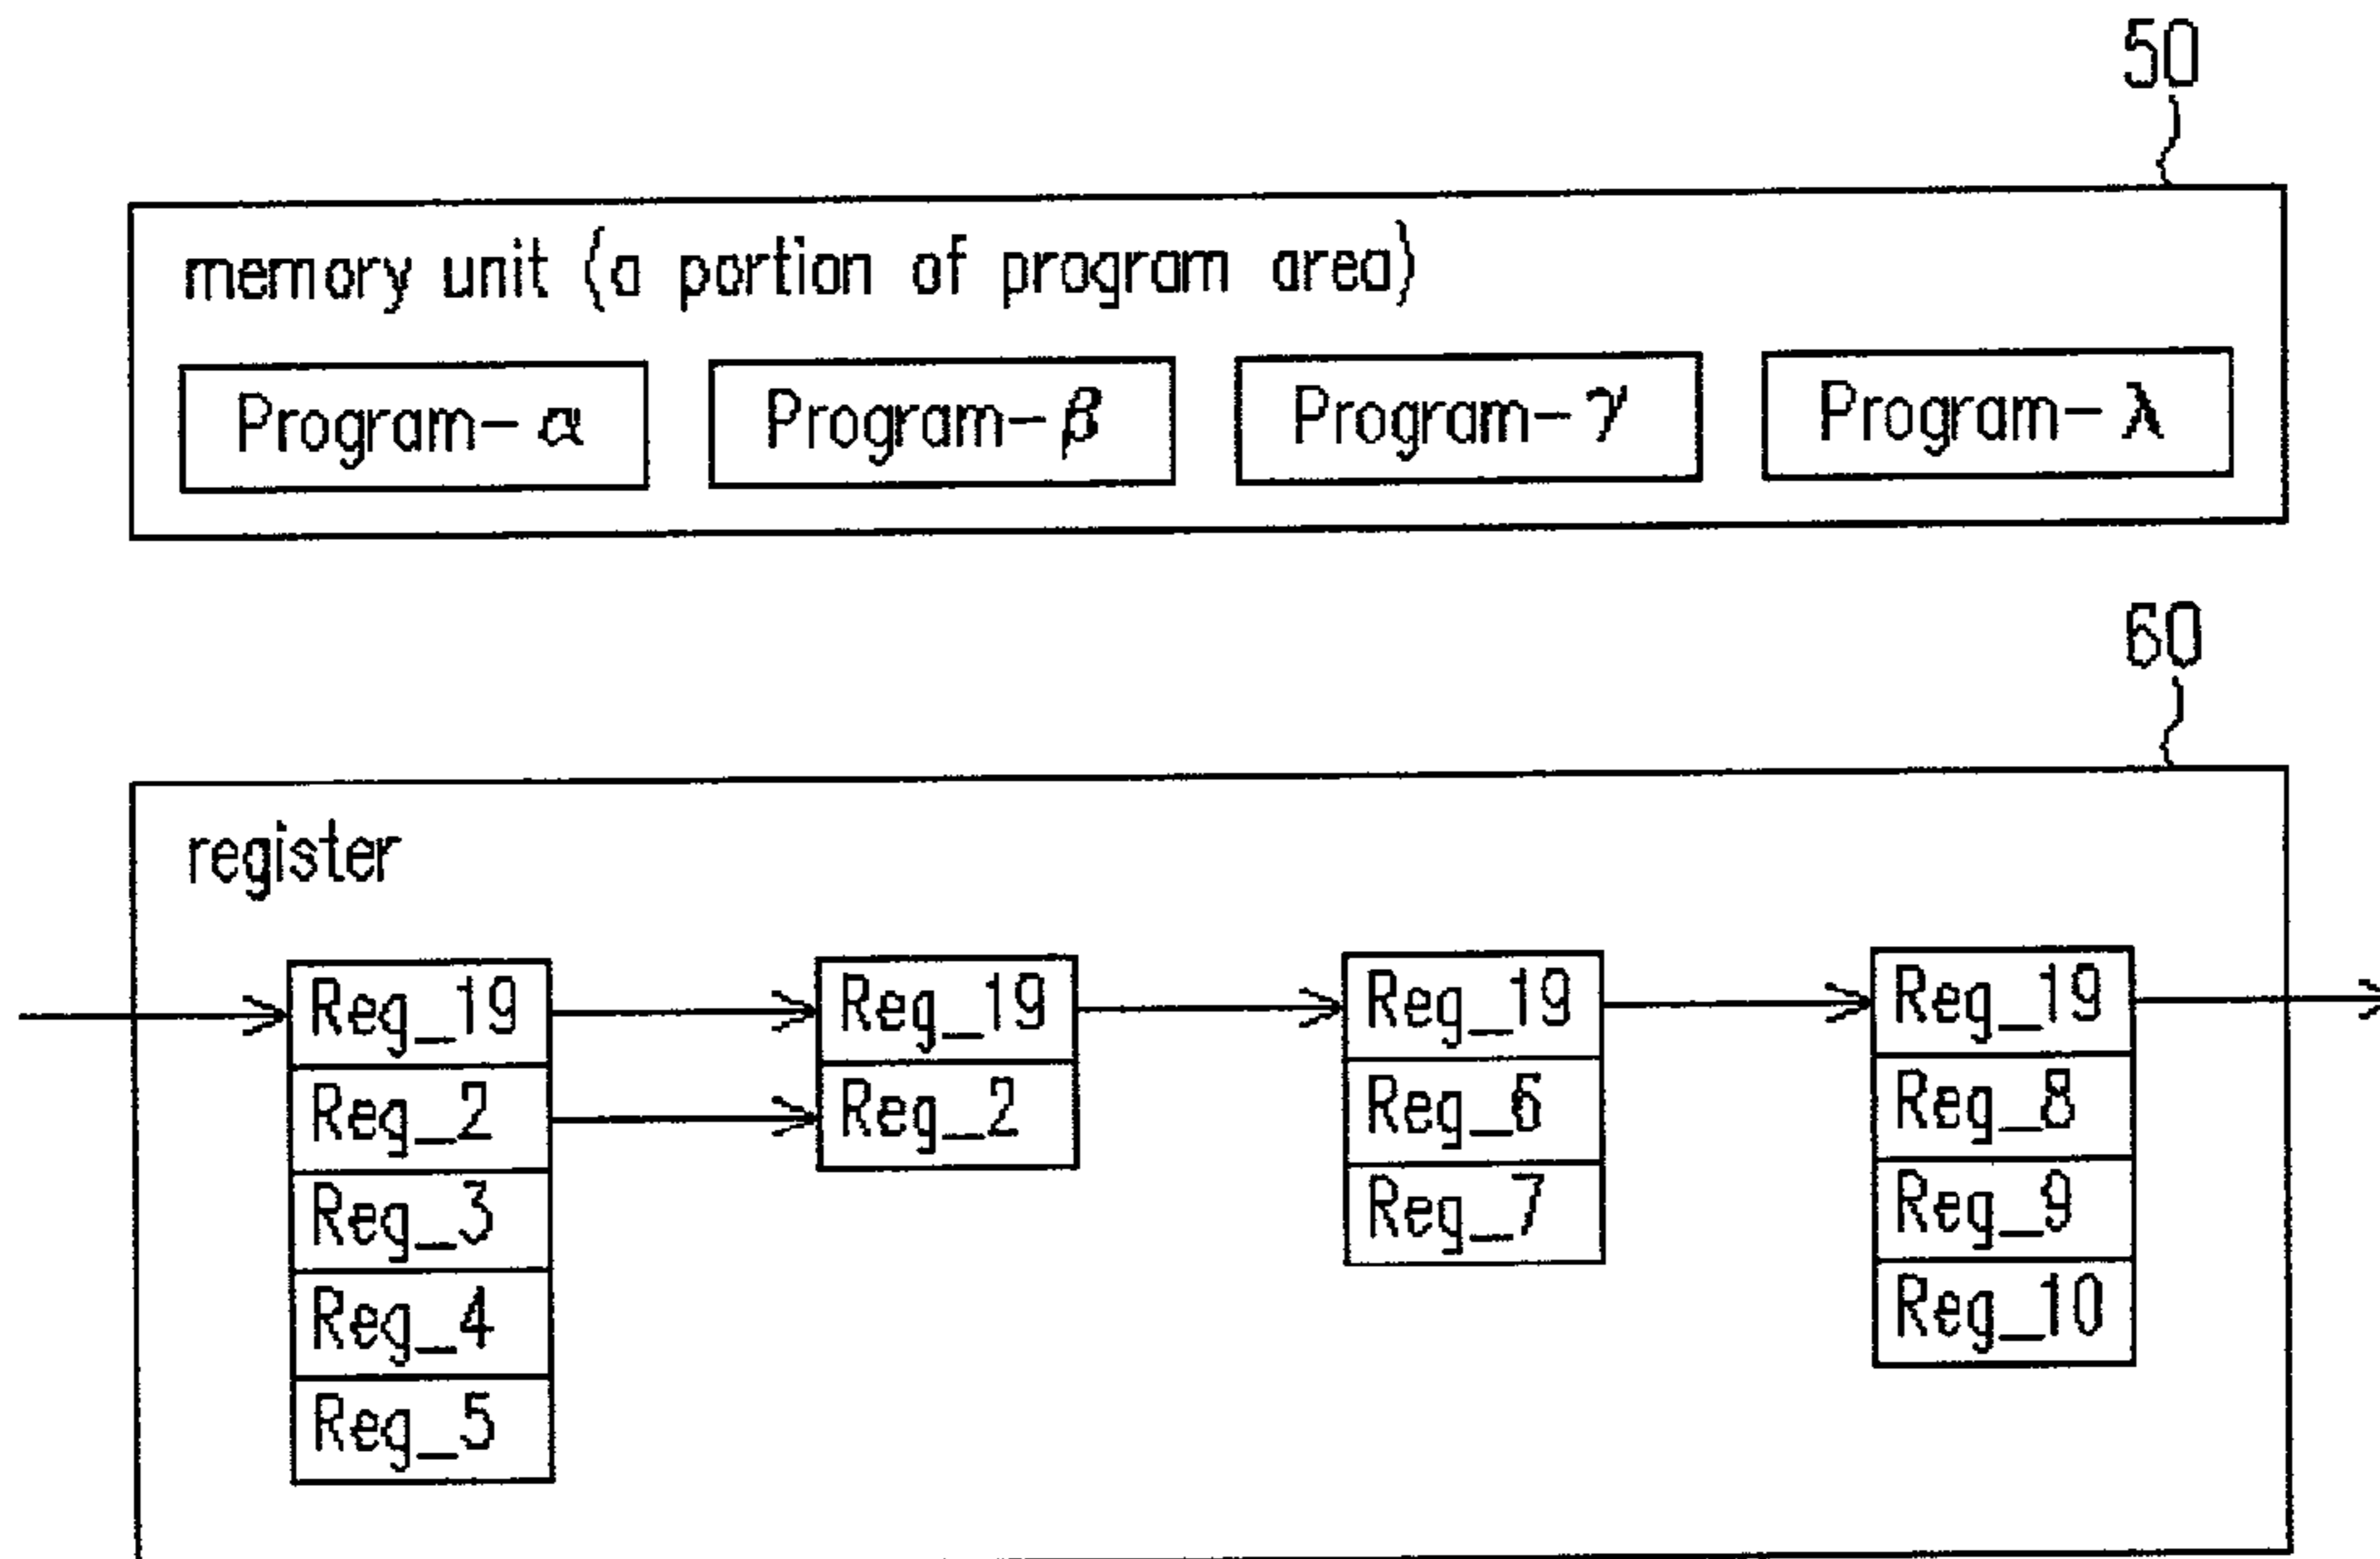 50
memory unit (a portion of program area)
Program-α
Program-β
Program-γ
Program-λ
60
register
Reg_19
Reg_2
Reg_3
Reg_4
Reg_5
Reg_19
Reg_2
Reg_19
Reg_6
Reg_7
Reg_19
Reg_8
Reg_9
Reg_10